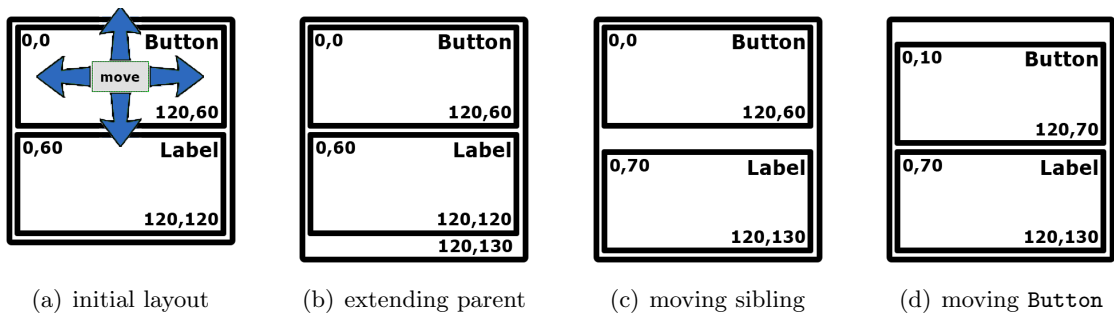 0,0 Button
move
120,60
0,60 Label
120,120
(a) initial layout
0,0 Button
120,60
0,60 Label
120,120
120,130
(b) extending parent
0,0 Button
120,60
0,70 Label
120,130
(c) moving sibling
0,10 Button
120,70
0,70 Label
120,130
(d) moving Button